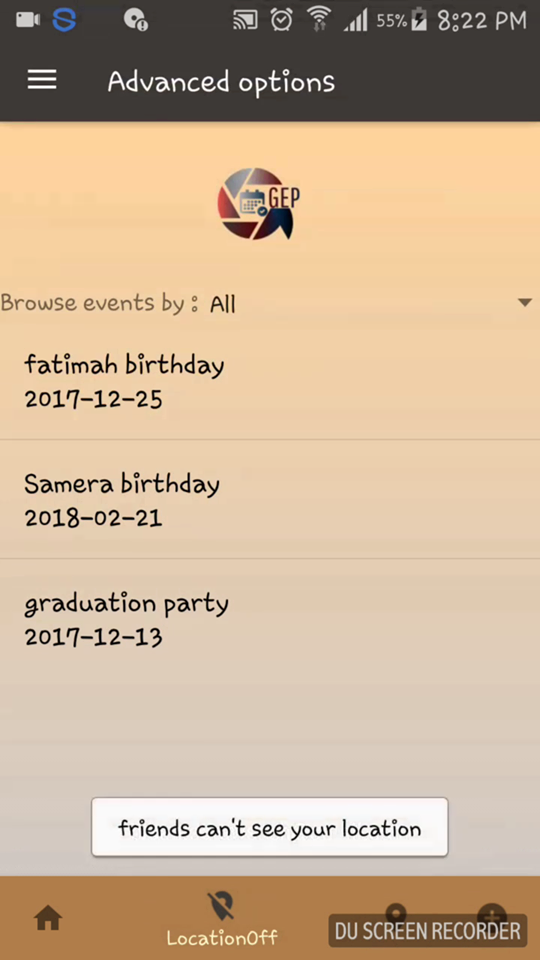 55% 8:22 PM
Advanced options
GEP
Browse events by : All
fatimah birthday
2017-12-25
Samera birthday
2018-02-21
graduation party
2017-12-13
friends can't see your location
LocationOff
DU SCREEN RECORDER